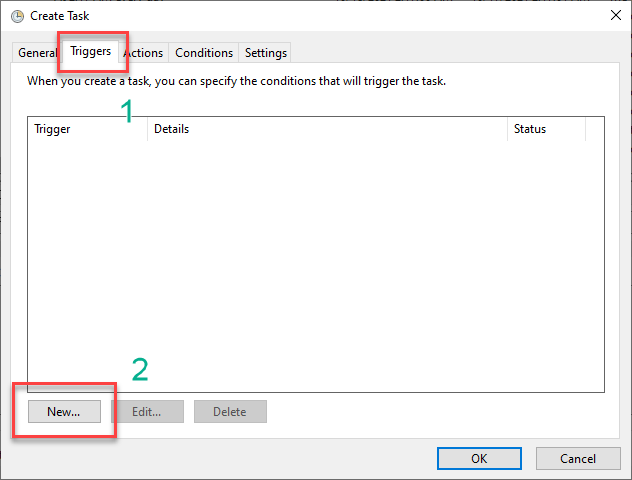 Create Task
General Triggers Actions Conditions Settings
When you create a task, you can specify the conditions that will trigger the task.
1
Trigger Details Status
2
New... Edit... Delete
OK Cancel